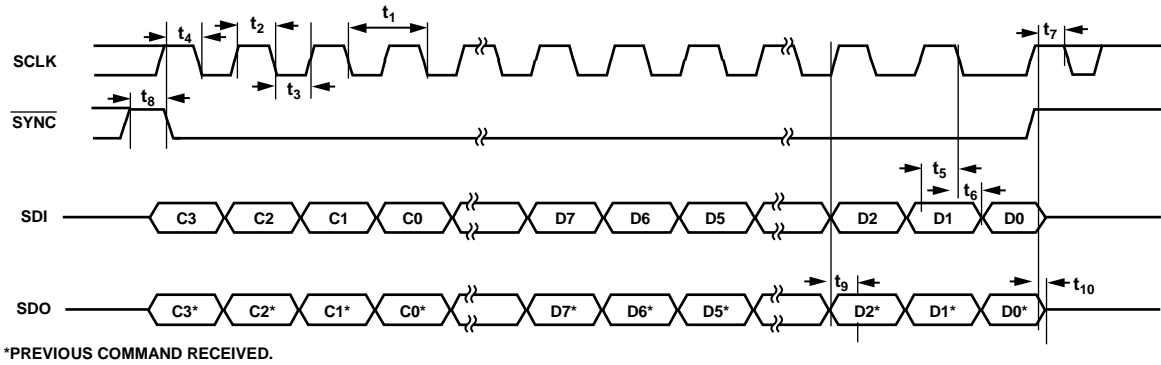 t4
t2
t1
t7
SCLK
t8
t3
SYNC
t5
t6
SDI
C3
C2
C1
C0
D7
D6
D5
D2
D1
D0
t9
t10
SDO
C3*
C2*
C1*
C0*
D7*
D6*
D5*
D2*
D1*
D0*
*PREVIOUS COMMAND RECEIVED.